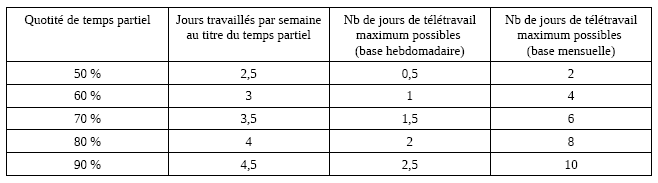 Quotité de temps partiel | Jours travaillés par semaine au titre du temps partiel | Nb de jours de télétravail maximum possibles (base hebdomadaire) | Nb de jours de télétravail maximum possibles (base mensuelle)
50 % | 2,5 | 0,5 | 2
60 % | 3 | 1 | 4
70 % | 3,5 | 1,5 | 6
80 % | 4 | 2 | 8
90 % | 4,5 | 2,5 | 10